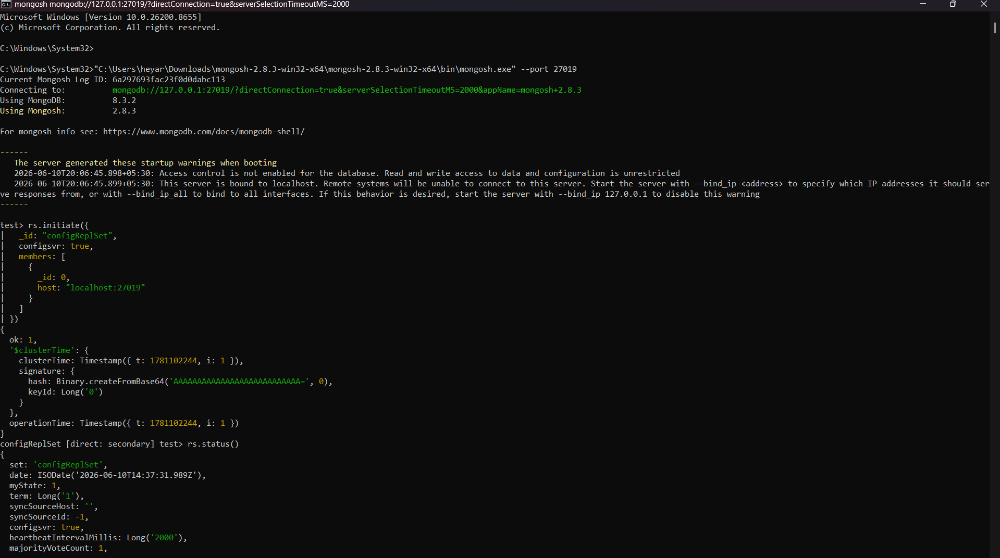 mongosh mongodb://127.0.0.1:27019/?directConnection=true&serverSelectionTimeoutMS=2000
Microsoft Windows [Version 10.0.26200.8655]
(c) Microsoft Corporation. All rights reserved.

C:\Windows\System32>

C:\Windows\System32>"C:\Users\heyar\Downloads\mongosh-2.8.3-win32-x64\mongosh-2.8.3-win32-x64\bin\mongosh.exe" --port 27019
Current Mongosh Log ID: 6a297693fac23f0d0dabc113
Connecting to:          mongodb://127.0.0.1:27019/?directConnection=true&serverSelectionTimeoutMS=2000&appName=mongosh+2.8.3
Using MongoDB:          8.3.2
Using Mongosh:          2.8.3

For mongosh info see: https://www.mongodb.com/docs/mongodb-shell/

------
   The server generated these startup warnings when booting
   2026-06-10T20:06:45.898+05:30: Access control is not enabled for the database. Read and write access to data and configuration is unrestricted
   2026-06-10T20:06:45.899+05:30: This server is bound to localhost. Remote systems will be unable to connect to this server. Start the server with --bind_ip <address> to specify which IP addresses it should ser
ve responses from, or with --bind_ip_all to bind to all interfaces. If this behavior is desired, start the server with --bind_ip 127.0.0.1 to disable this warning
------

test> rs.initiate({
|   _id: "configReplSet",
|   configsvr: true,
|   members: [
|     {
|       _id: 0,
|       host: "localhost:27019"
|     }
|   ]
| })
{
  ok: 1,
  '$clusterTime': {
    clusterTime: Timestamp({ t: 1781102244, i: 1 }),
    signature: {
      hash: Binary.createFromBase64('AAAAAAAAAAAAAAAAAAAAAAAAAAA=', 0),
      keyId: Long('0')
    }
  },
  operationTime: Timestamp({ t: 1781102244, i: 1 })
}
configReplSet [direct: secondary] test> rs.status()
{
  set: 'configReplSet',
  date: ISODate('2026-06-10T14:37:31.989Z'),
  myState: 1,
  term: Long('1'),
  syncSourceHost: '',
  syncSourceId: -1,
  configsvr: true,
  heartbeatIntervalMillis: Long('2000'),
  majorityVoteCount: 1,